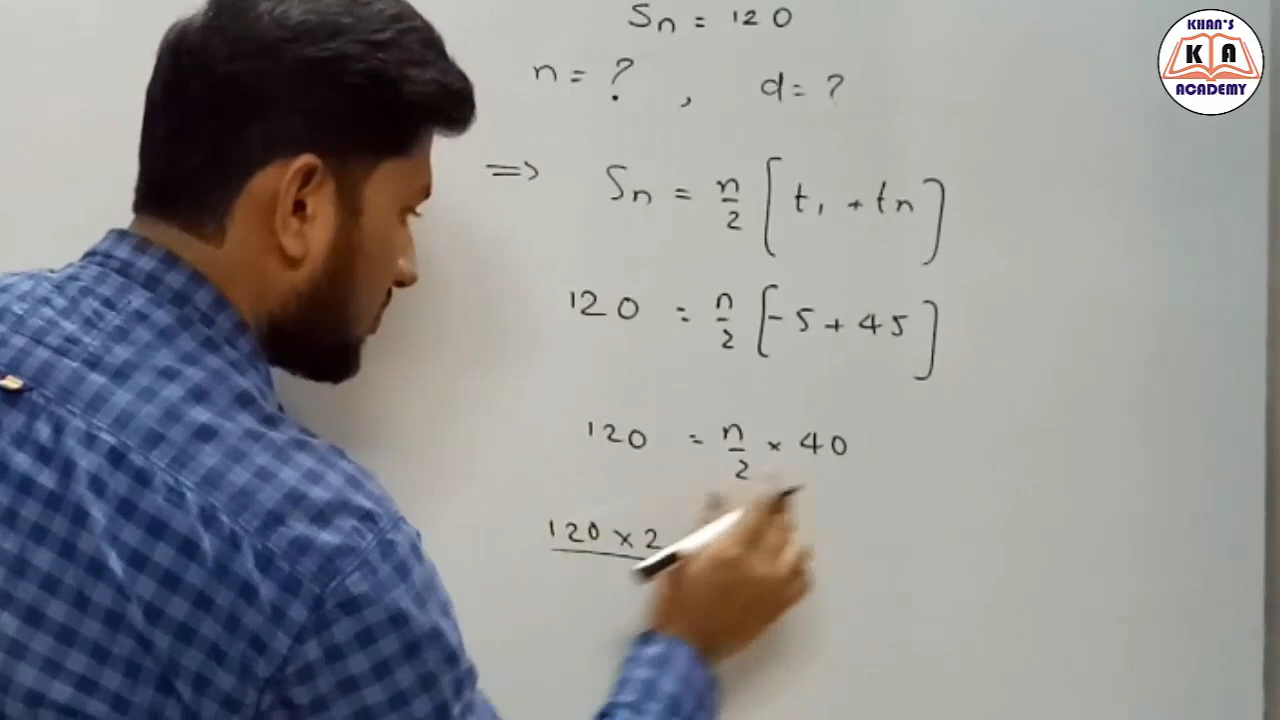 Sn = 120
n = ? , d = ?
=> Sn = n/2 [t1 + tn]
120 = n/2 [-5 + 45]
120 = n/2 × 40
120 × 2
KHAN'S
K A
ACADEMY